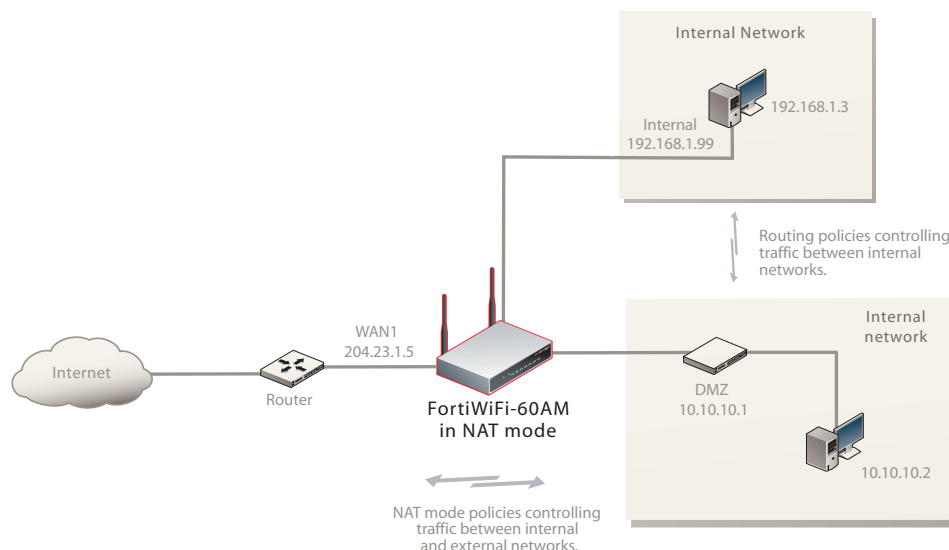 Internal Network
192.168.1.3
Internal
192.168.1.99
Routing policies controlling
traffic between internal
networks.
Internal
network
WAN1
204.23.1.5
Internet
Router
FortiWiFi-60AM
in NAT mode
DMZ
10.10.10.1
10.10.10.2
NAT mode policies controlling
traffic between internal
and external networks.